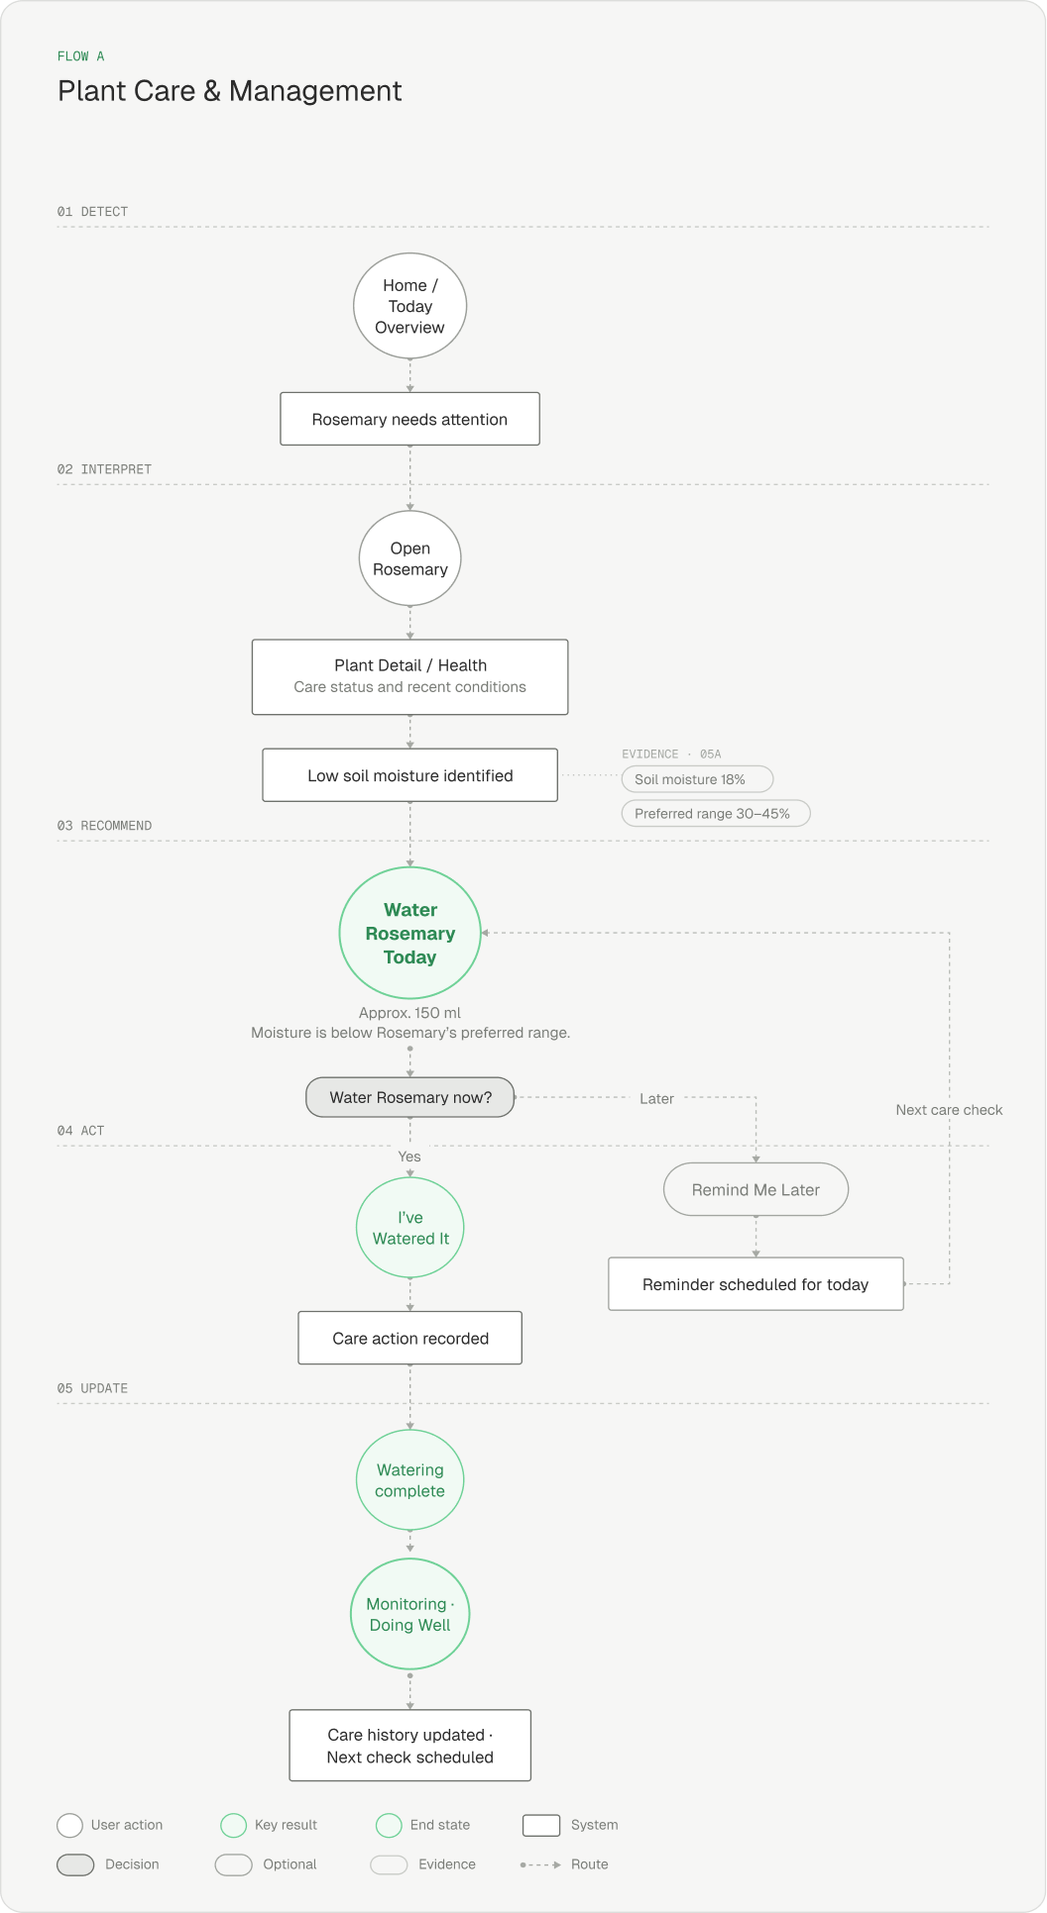 FLOW A
Plant Care & Management
01 DETECT
Home /
Today
Overview
Rosemary needs attention
02 INTERPRET
Open
Rosemary
Plant Detail / Health
Care status and recent conditions
Low soil moisture identified
EVIDENCE · 05A
Soil moisture 18%
Preferred range 30–45%
03 RECOMMEND
Water
Rosemary
Today
Approx. 150 ml
Moisture is below Rosemary's preferred range.
Water Rosemary now?
Later
Next care check
04 ACT
Yes
Remind Me Later
I've
Watered It
Reminder scheduled for today
Care action recorded
05 UPDATE
Watering
complete
Monitoring ·
Doing Well
Care history updated ·
Next check scheduled
User action
Key result
End state
System
Decision
Optional
Evidence
Route